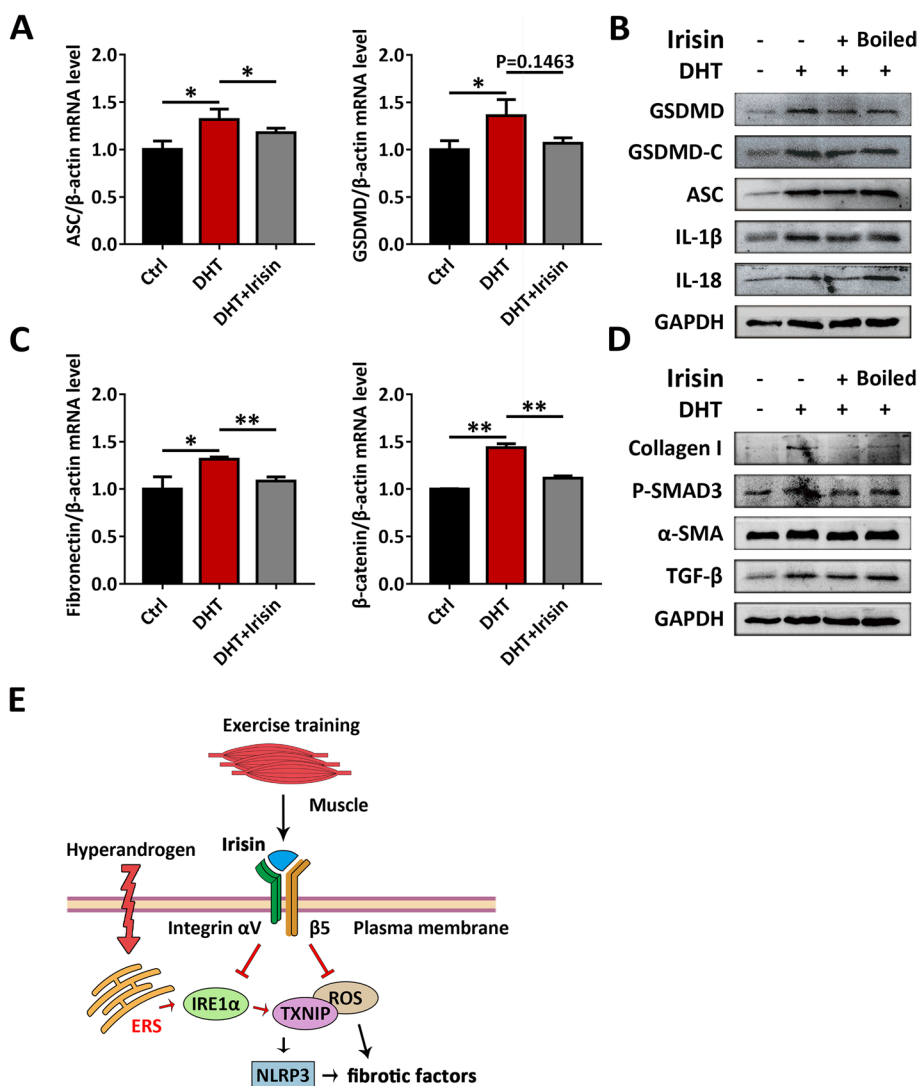 A
ASC/β-actin mRNA level
2.0
1.5
1.0
0.5
0.0
*
*
Ctrl
DHT
DHT+Irisin
GSDMD/β-actin mRNA level
2.0
1.5
1.0
0.5
0.0
*
P=0.1463
Ctrl
DHT
DHT+Irisin
B
Irisin - - + Boiled
DHT - + + +
GSDMD
GSDMD-C
ASC
IL-1β
IL-18
GAPDH
C
Fibronectin/β-actin mRNA level
2.0
1.5
1.0
0.5
0.0
*
**
Ctrl
DHT
DHT+Irisin
β-catenin/β-actin mRNA level
2.0
1.5
1.0
0.5
0.0
**
**
Ctrl
DHT
DHT+Irisin
D
Irisin - - + Boiled
DHT - + + +
Collagen I
P-SMAD3
α-SMA
TGF-β
GAPDH
E
Exercise training
Muscle
Irisin
Hyperandrogen
Integrin αV
β5
Plasma membrane
ERS
IRE1α
TXNIP
ROS
NLRP3
fibrotic factors